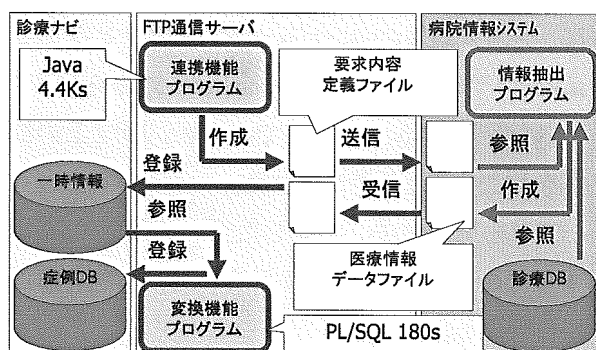 診療ナビ
FTP通信サーバ
病院情報システム
Java
4.4Ks
連携機能
プログラム
要求内容
定義ファイル
情報抽出
プログラム
作成
送信
参照
登録
一時情報
参照
受信
作成
参照
登録
症例DB
医療情報
データファイル
診療DB
変換機能
プログラム
PL/SQL 180s